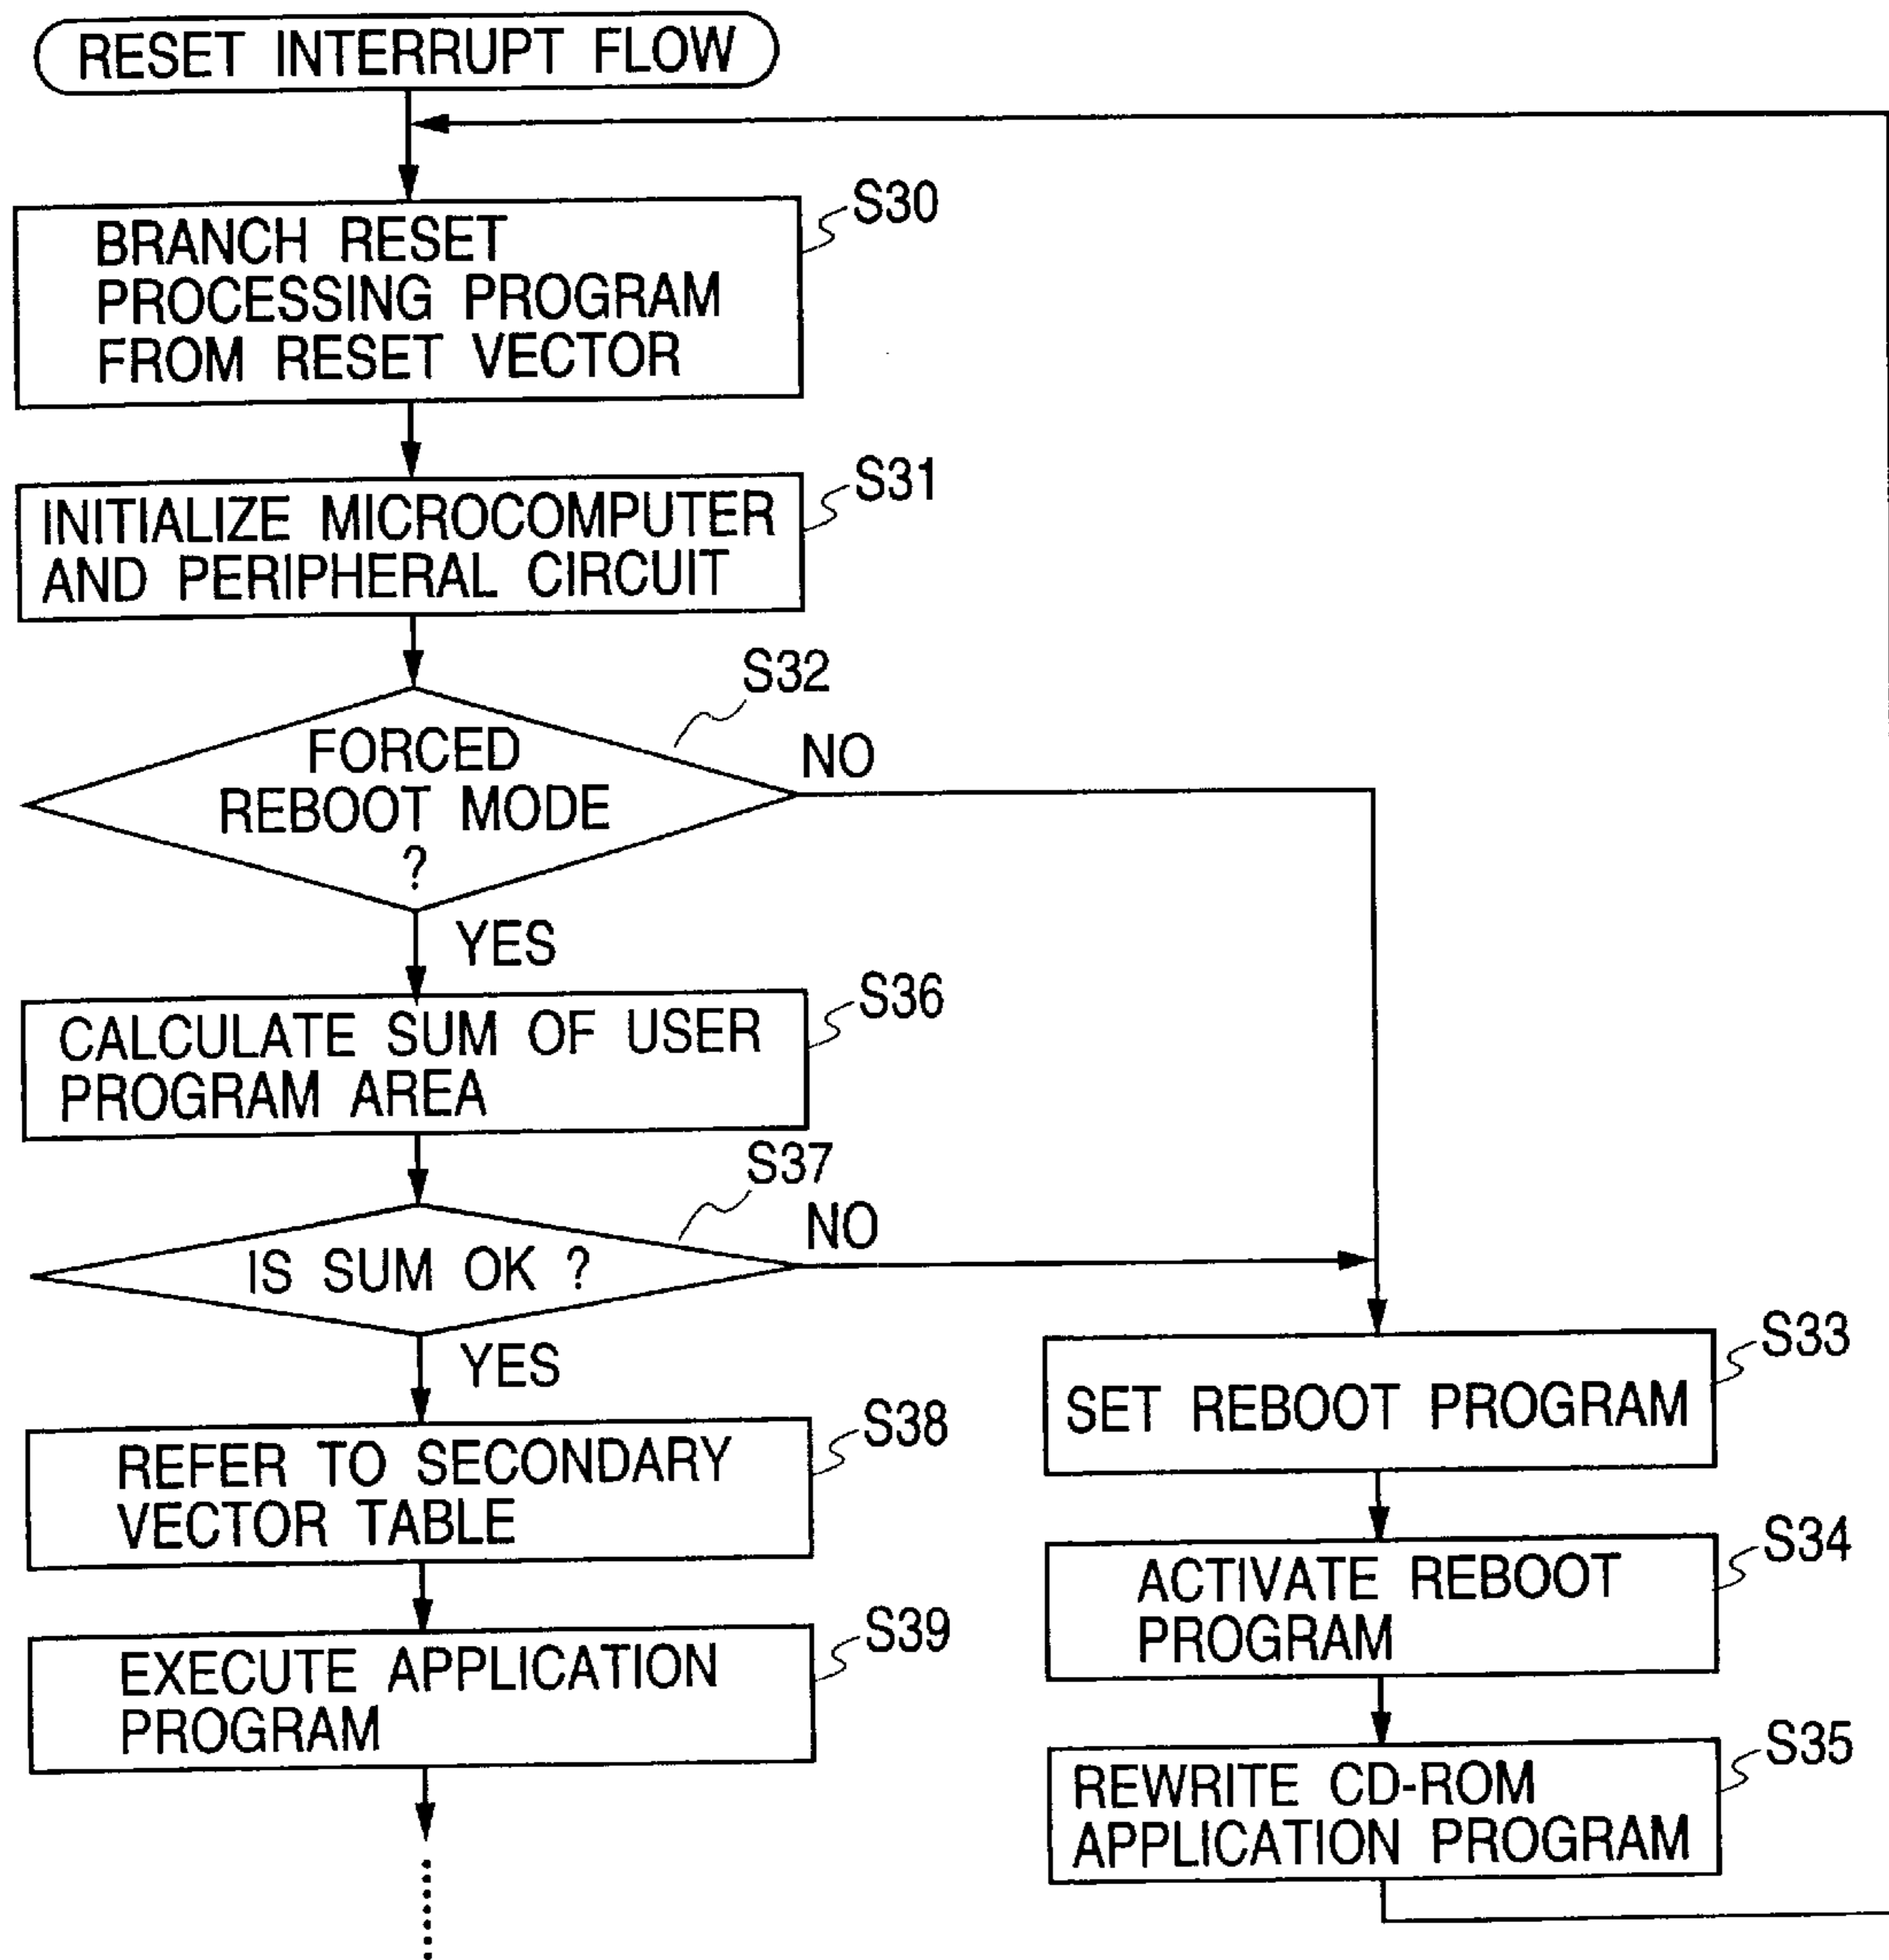 RESET INTERRUPT FLOW
S30
BRANCH RESET
PROCESSING PROGRAM
FROM RESET VECTOR
S31
INITIALIZE MICROCOMPUTER
AND PERIPHERAL CIRCUIT
S32
FORCED
REBOOT MODE
?
NO
YES
S36
CALCULATE SUM OF USER
PROGRAM AREA
S37
IS SUM OK ?
NO
YES
S33
SET REBOOT PROGRAM
S38
REFER TO SECONDARY
VECTOR TABLE
S34
ACTIVATE REBOOT
PROGRAM
S39
EXECUTE APPLICATION
PROGRAM
S35
REWRITE CD-ROM
APPLICATION PROGRAM